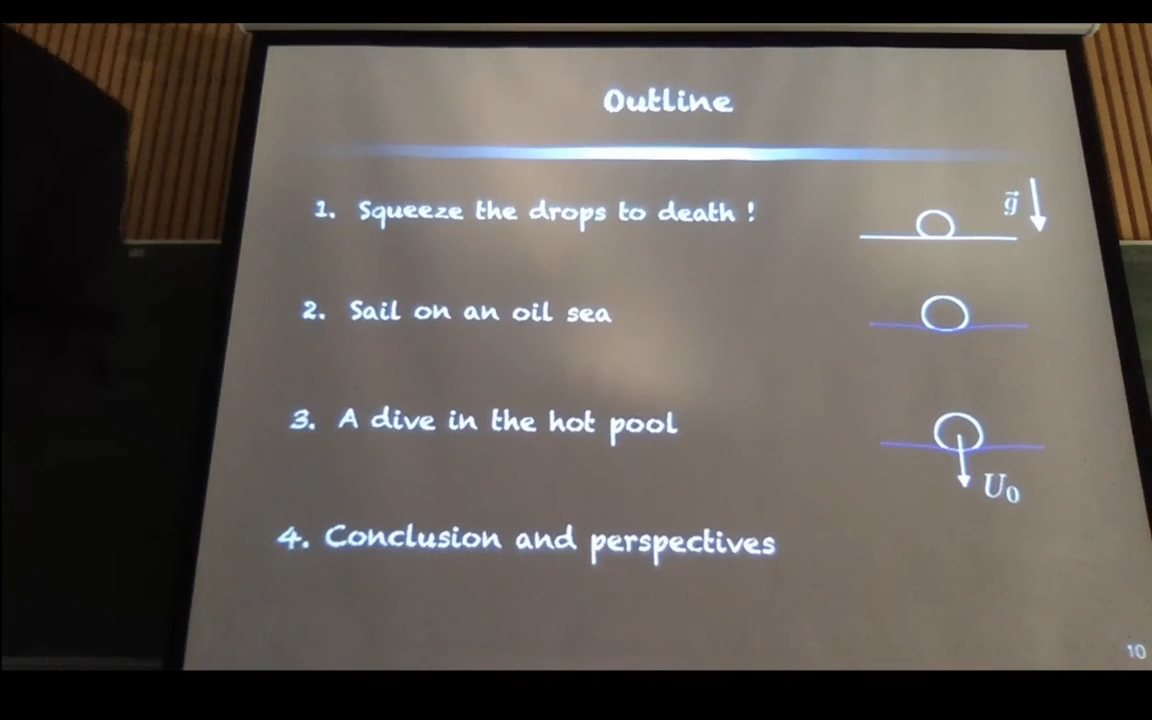 Outline
1. Squeeze the drops to death !
g⃗
2. Sail on an oil sea
3. A dive in the hot pool
U₀
4. Conclusion and perspectives
10